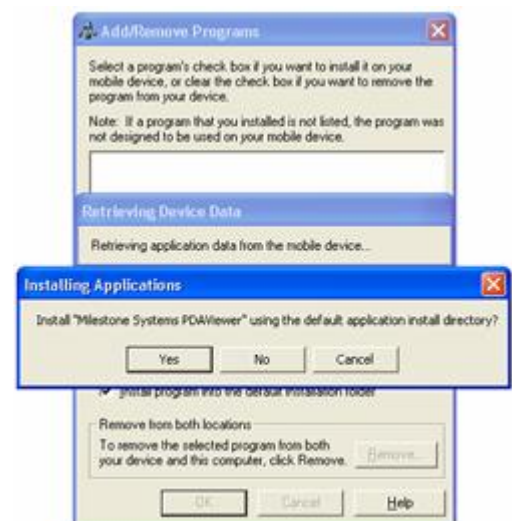 Add/Remove Programs
Select a program's check box if you want to install it on your
mobile device, or clear the check box if you want to remove the
program from your device.
Note: If a program that you installed is not listed, the program was
not designed to be used on your mobile device.
Retrieving Device Data
Retrieving application data from the mobile device...
Installing Applications
Install "Milestone Systems PDAViewer" using the default application install directory?
Yes No Cancel
Install program into the default installation folder
Remove from both locations
To remove the selected program from both
your device and this computer, click Remove.
Remove...
OK Cancel Help